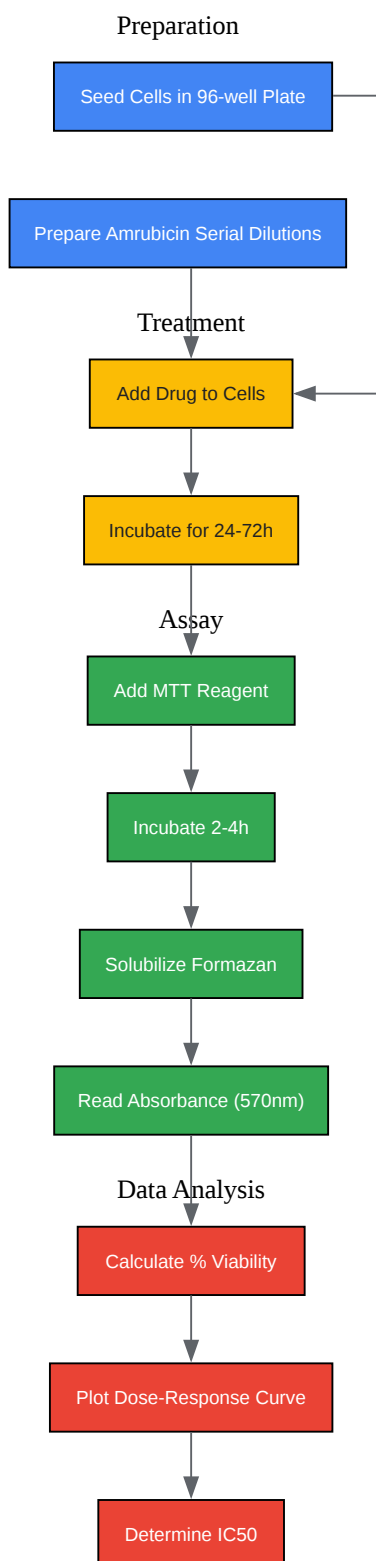 Preparation
Seed Cells in 96-well Plate
Prepare Amrubicin Serial Dilutions
Treatment
Add Drug to Cells
Incubate for 24-72h
Assay
Add MTT Reagent
Incubate 2-4h
Solubilize Formazan
Read Absorbance (570nm)
Data Analysis
Calculate % Viability
Plot Dose-Response Curve
Determine IC50